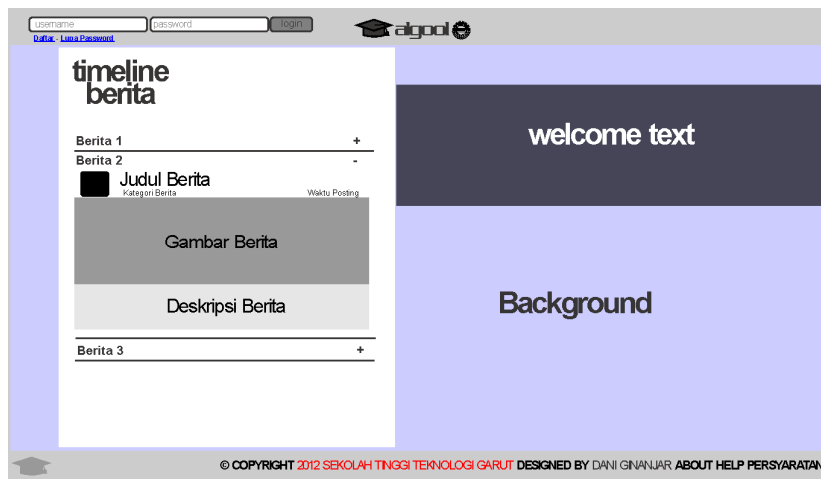 username password login
Daftar - Lupa Password
algool
timeline
berita
Berita 1 +
Berita 2 -
Judul Berita
Kategori Berita Waktu Posting
Gambar Berita
Deskripsi Berita
Berita 3 +
welcome text
Background
© COPYRIGHT 2012 SEKOLAH TINGGI TEKNOLOGI GARUT DESIGNED BY DANI GINANJAR ABOUT HELP PERSYARATAN